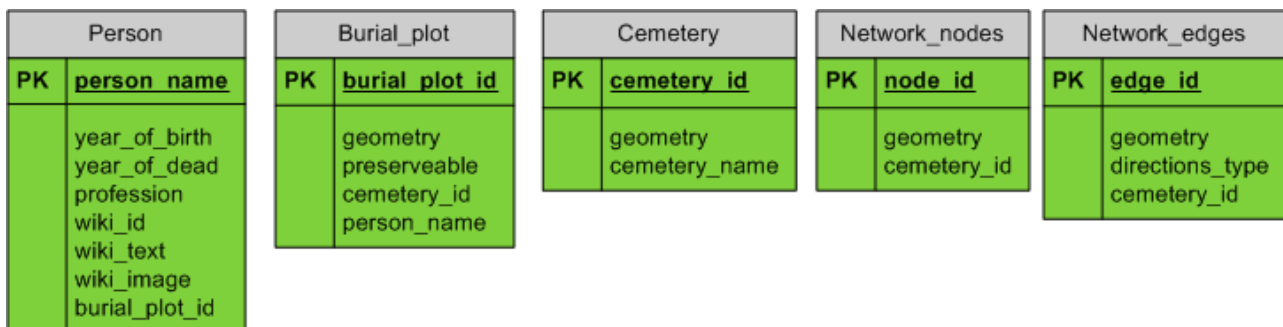 Person
PK person_name
year_of_birth
year_of_dead
profession
wiki_id
wiki_text
wiki_image
burial_plot_id
Burial_plot
PK burial_plot_id
geometry
preserveable
cemetery_id
person_name
Cemetery
PK cemetery_id
geometry
cemetery_name
Network_nodes
PK node_id
geometry
cemetery_id
Network_edges
PK edge_id
geometry
directions_type
cemetery_id